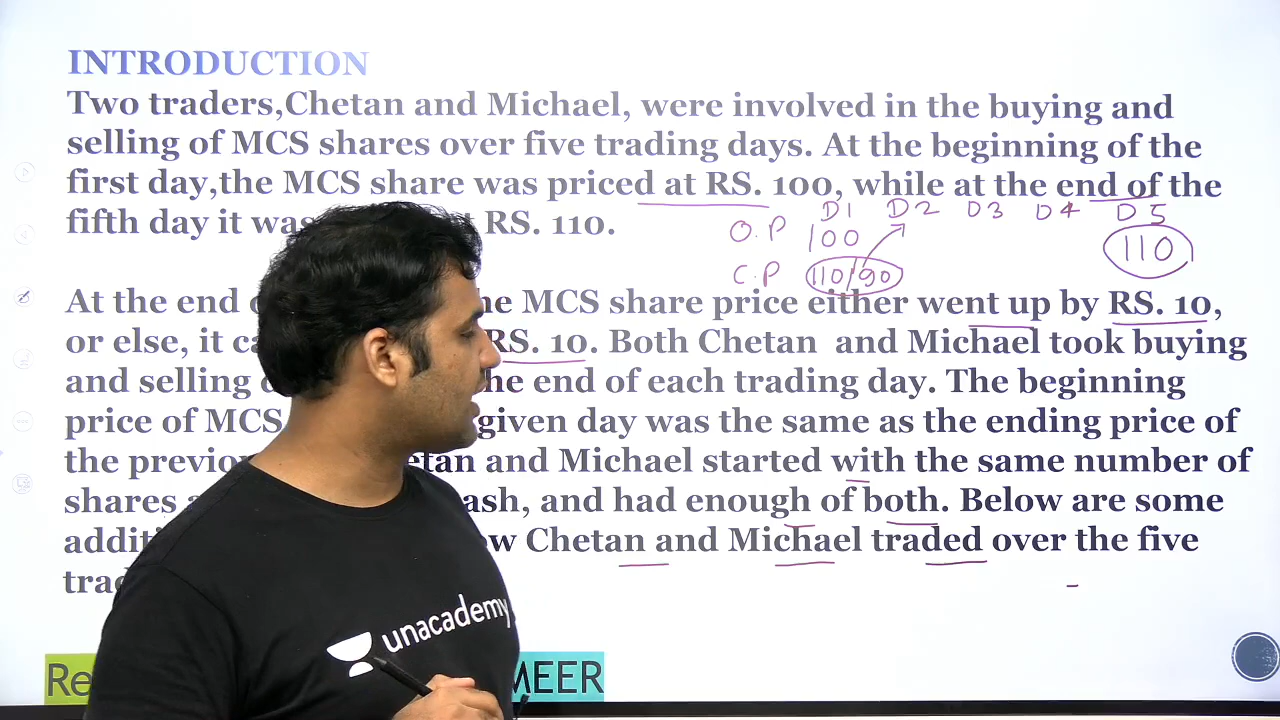 INTRODUCTION
Two traders,Chetan and Michael, were involved in the buying and
selling of MCS shares over five trading days. At the beginning of the
first day,the MCS share was priced at RS. 100, while at the end of the
D1 D2 D3 D4 D5
fifth day it was RS. 110.
O.P 100 110
C.P 110/90
At the end MCS share price either went up by RS. 10,
or else, it RS. 10. Both Chetan and Michael took buying
and selling the end of each trading day. The beginning
price of MCS given day was the same as the ending price of
the and Michael started with the same number of
shares and had enough of both. Below are some
Chetan and Michael traded over the five
unacademy